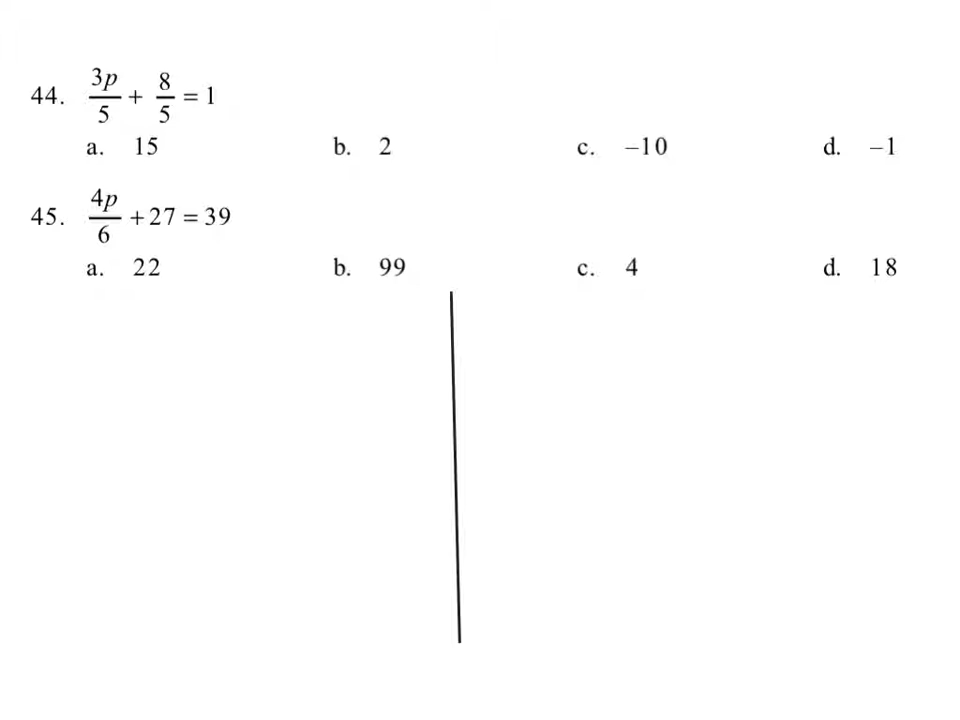 44. 3p/5 + 8/5 = 1
a. 15 b. 2 c. –10 d. –1
45. 4p/6 + 27 = 39
a. 22 b. 99 c. 4 d. 18